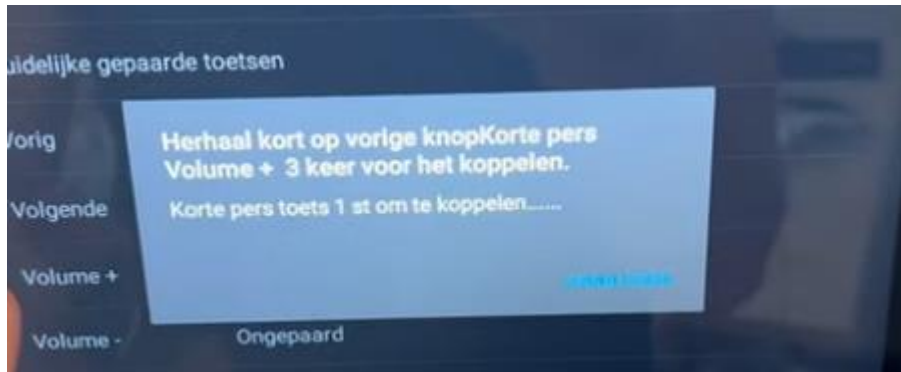 uidelijke gepaarde toetsen
Vorig
Herhaal kort op vorige knopKorte pers
Volume + 3 keer voor het koppelen.
Volgende
Korte pers toets 1 st om te koppelen......
Volume +
Volume -
Ongepaard